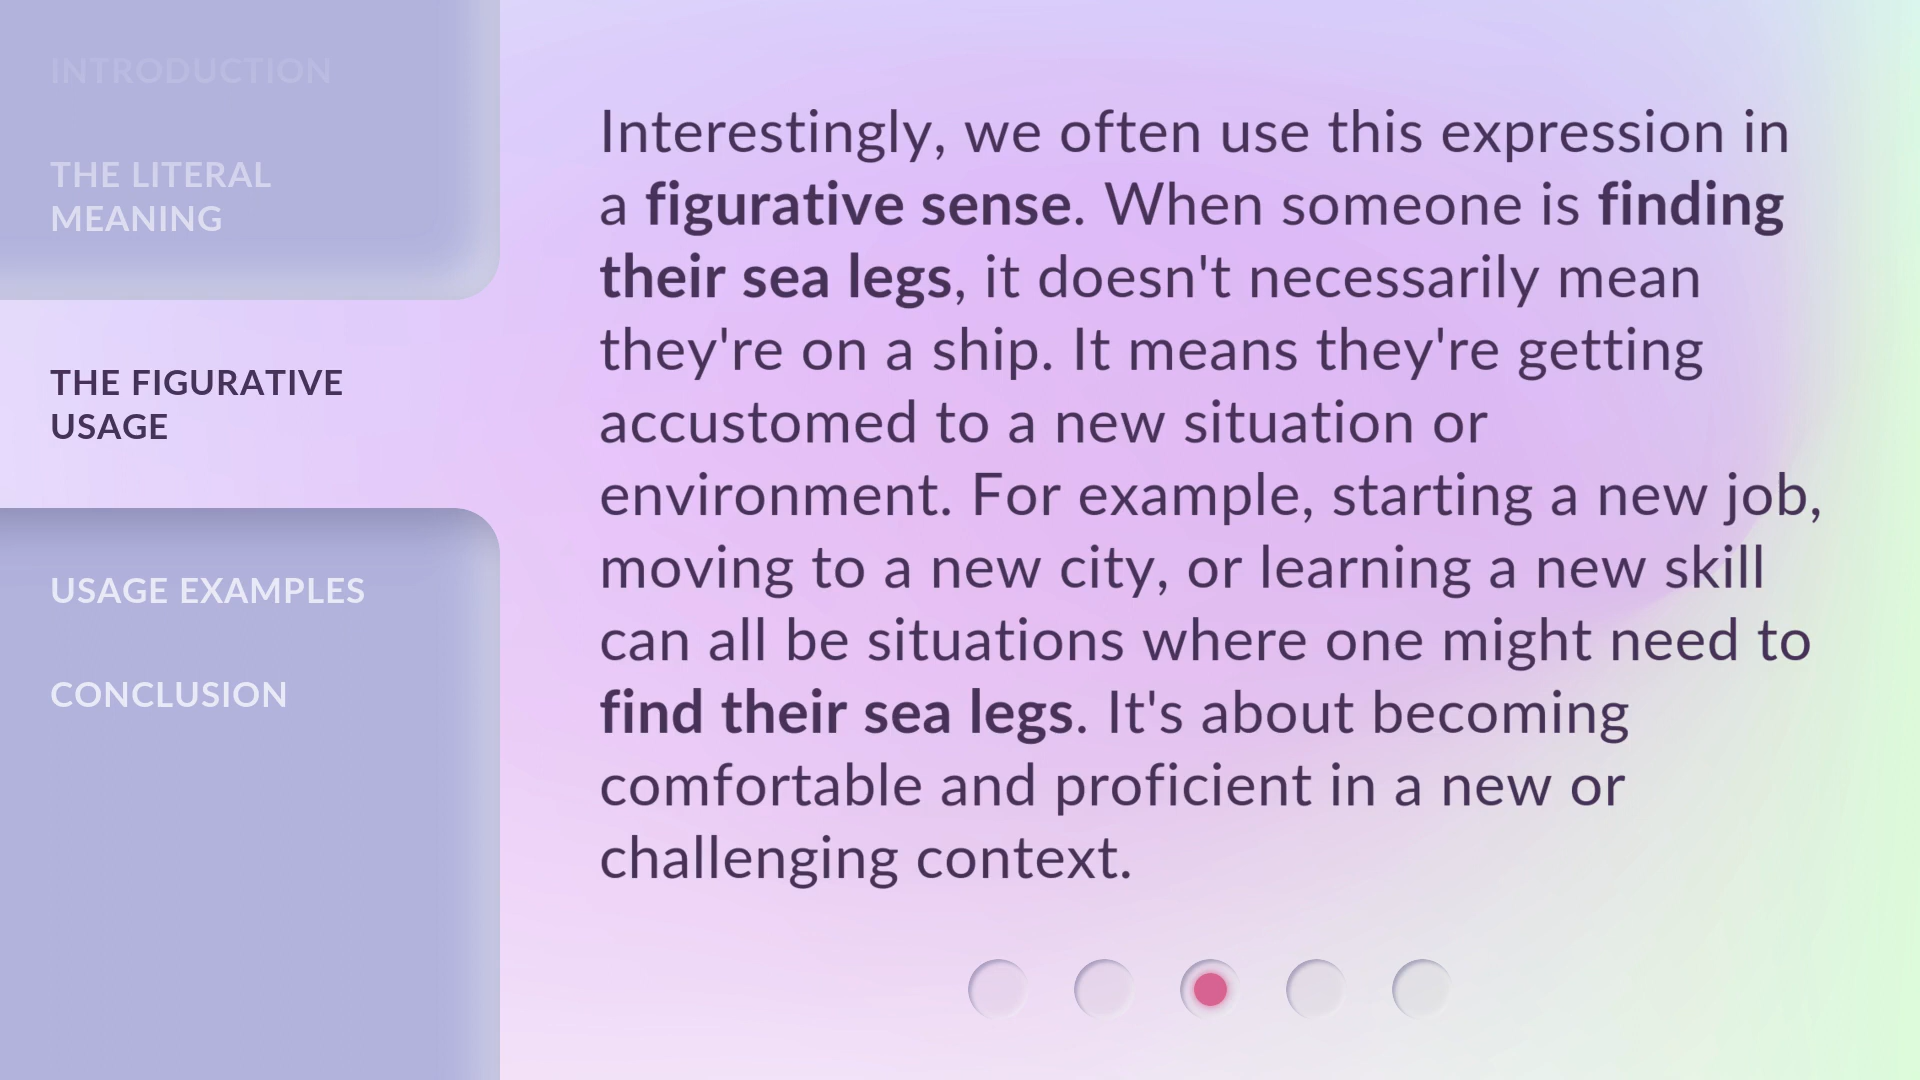 INTRODUCTION
THE LITERAL
MEANING
THE FIGURATIVE
USAGE
USAGE EXAMPLES
CONCLUSION
Interestingly, we often use this expression in
a figurative sense. When someone is finding
their sea legs, it doesn't necessarily mean
they're on a ship. It means they're getting
accustomed to a new situation or
environment. For example, starting a new job,
moving to a new city, or learning a new skill
can all be situations where one might need to
find their sea legs. It's about becoming
comfortable and proficient in a new or
challenging context.